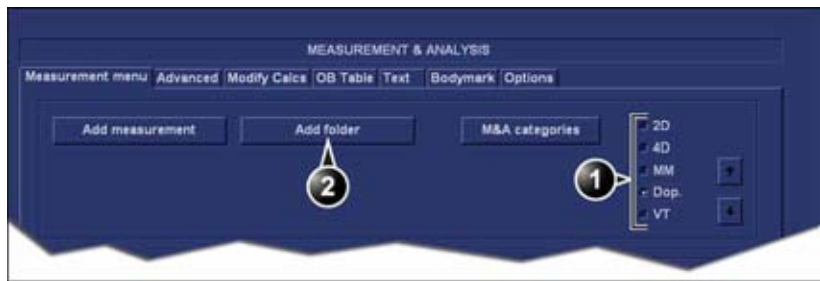 MEASUREMENT & ANALYSIS
Measurement menu Advanced Modify Calcs OB Table Text Bodymark Options
Add measurement Add folder M&A categories
2D
4D
1 MM
2 Dop.
VT